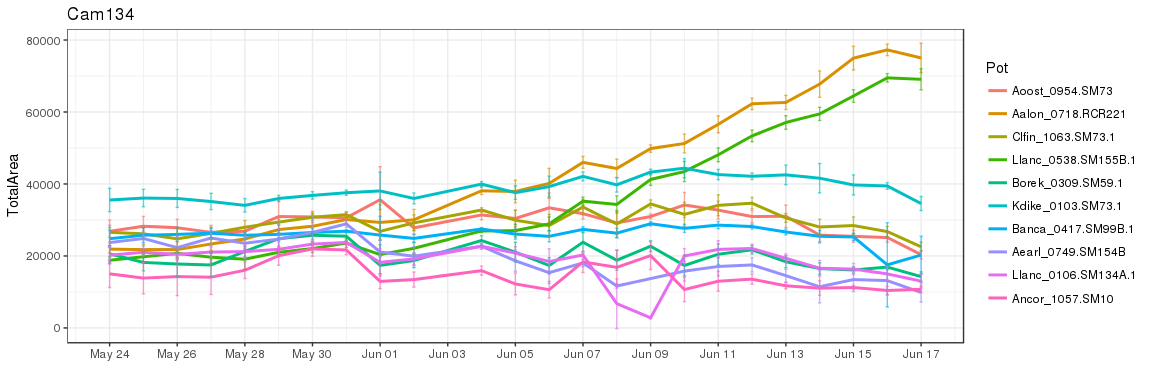 Cam134
TotalArea
80000
60000
40000
20000
0
May 24 May 26 May 28 May 30 Jun 01 Jun 03 Jun 05 Jun 07 Jun 09 Jun 11 Jun 13 Jun 15 Jun 17
Pot
Aoost_0954.SM73
Aalon_0718.RCR221
Clfin_1063.SM73.1
Llanc_0538.SM155B.1
Borek_0309.SM59.1
Kdike_0103.SM73.1
Banca_0417.SM99B.1
Aearl_0749.SM154B
Llanc_0106.SM134A.1
Ancor_1057.SM10